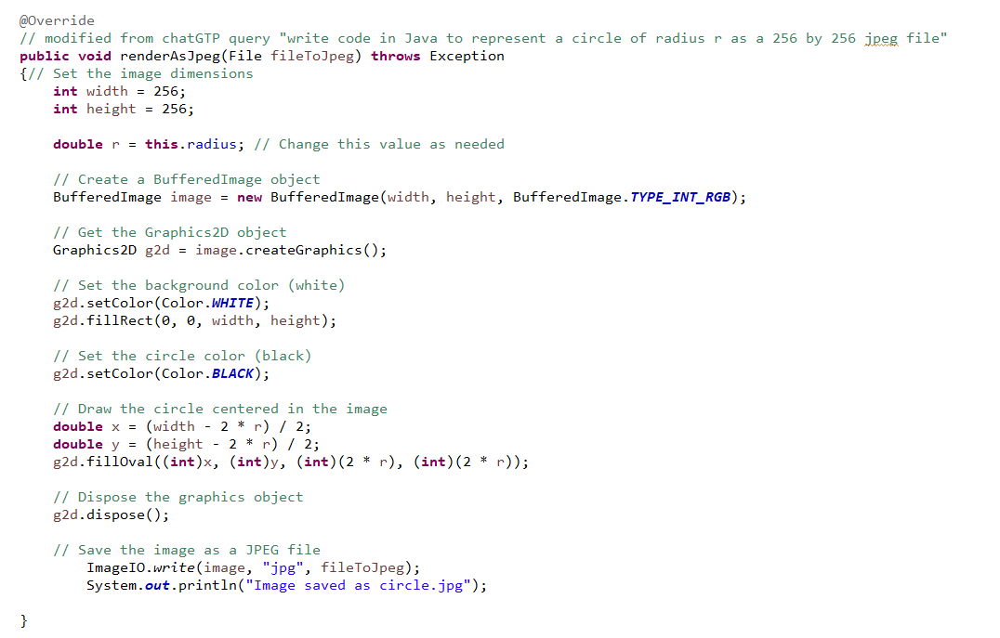 @Override
// modified from chatGTP query "write code in Java to represent a circle of radius r as a 256 by 256 jpeg file"
public void renderAsJpeg(File fileToJpeg) throws Exception
{// Set the image dimensions
    int width = 256;
    int height = 256;

    double r = this.radius; // Change this value as needed

    // Create a BufferedImage object
    BufferedImage image = new BufferedImage(width, height, BufferedImage.TYPE_INT_RGB);

    // Get the Graphics2D object
    Graphics2D g2d = image.createGraphics();

    // Set the background color (white)
    g2d.setColor(Color.WHITE);
    g2d.fillRect(0, 0, width, height);

    // Set the circle color (black)
    g2d.setColor(Color.BLACK);

    // Draw the circle centered in the image
    double x = (width - 2 * r) / 2;
    double y = (height - 2 * r) / 2;
    g2d.fillOval((int)x, (int)y, (int)(2 * r), (int)(2 * r));

    // Dispose the graphics object
    g2d.dispose();

    // Save the image as a JPEG file
        ImageIO.write(image, "jpg", fileToJpeg);
        System.out.println("Image saved as circle.jpg");

}